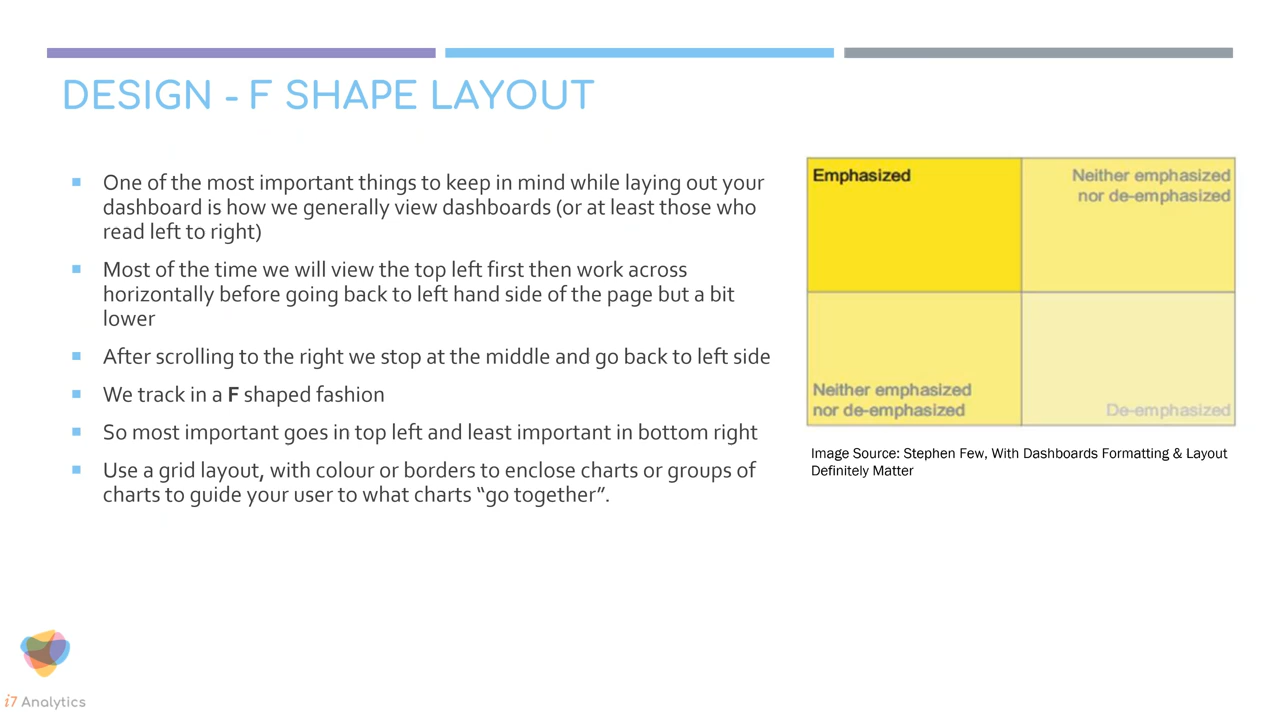 DESIGN - F SHAPE LAYOUT
One of the most important things to keep in mind while laying out your
dashboard is how we generally view dashboards (or at least those who
read left to right)
Most of the time we will view the top left first then work across
horizontally before going back to left hand side of the page but a bit
lower
After scrolling to the right we stop at the middle and go back to left side
We track in a F shaped fashion
So most important goes in top left and least important in bottom right
Use a grid layout, with colour or borders to enclose charts or groups of
charts to guide your user to what charts “go together”.
Emphasized
Neither emphasized
nor de-emphasized
Neither emphasized
nor de-emphasized
De-emphasized
Image Source: Stephen Few, With Dashboards Formatting & Layout
Definitely Matter
i7 Analytics